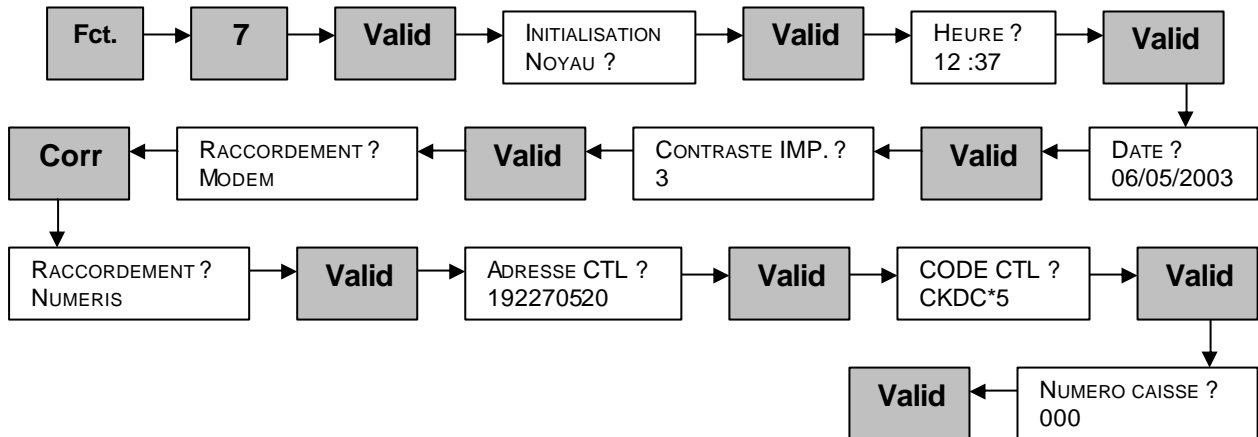 Fct.
7
Valid
INITIALISATION
NOYAU ?
Valid
HEURE ?
12 :37
Valid
DATE ?
06/05/2003
Valid
CONTRASTE IMP. ?
3
Valid
RACCORDEMENT ?
MODEM
Corr
RACCORDEMENT ?
NUMERIS
Valid
ADRESSE CTL ?
192270520
Valid
CODE CTL ?
CKDC*5
Valid
NUMERO CAISSE ?
000
Valid